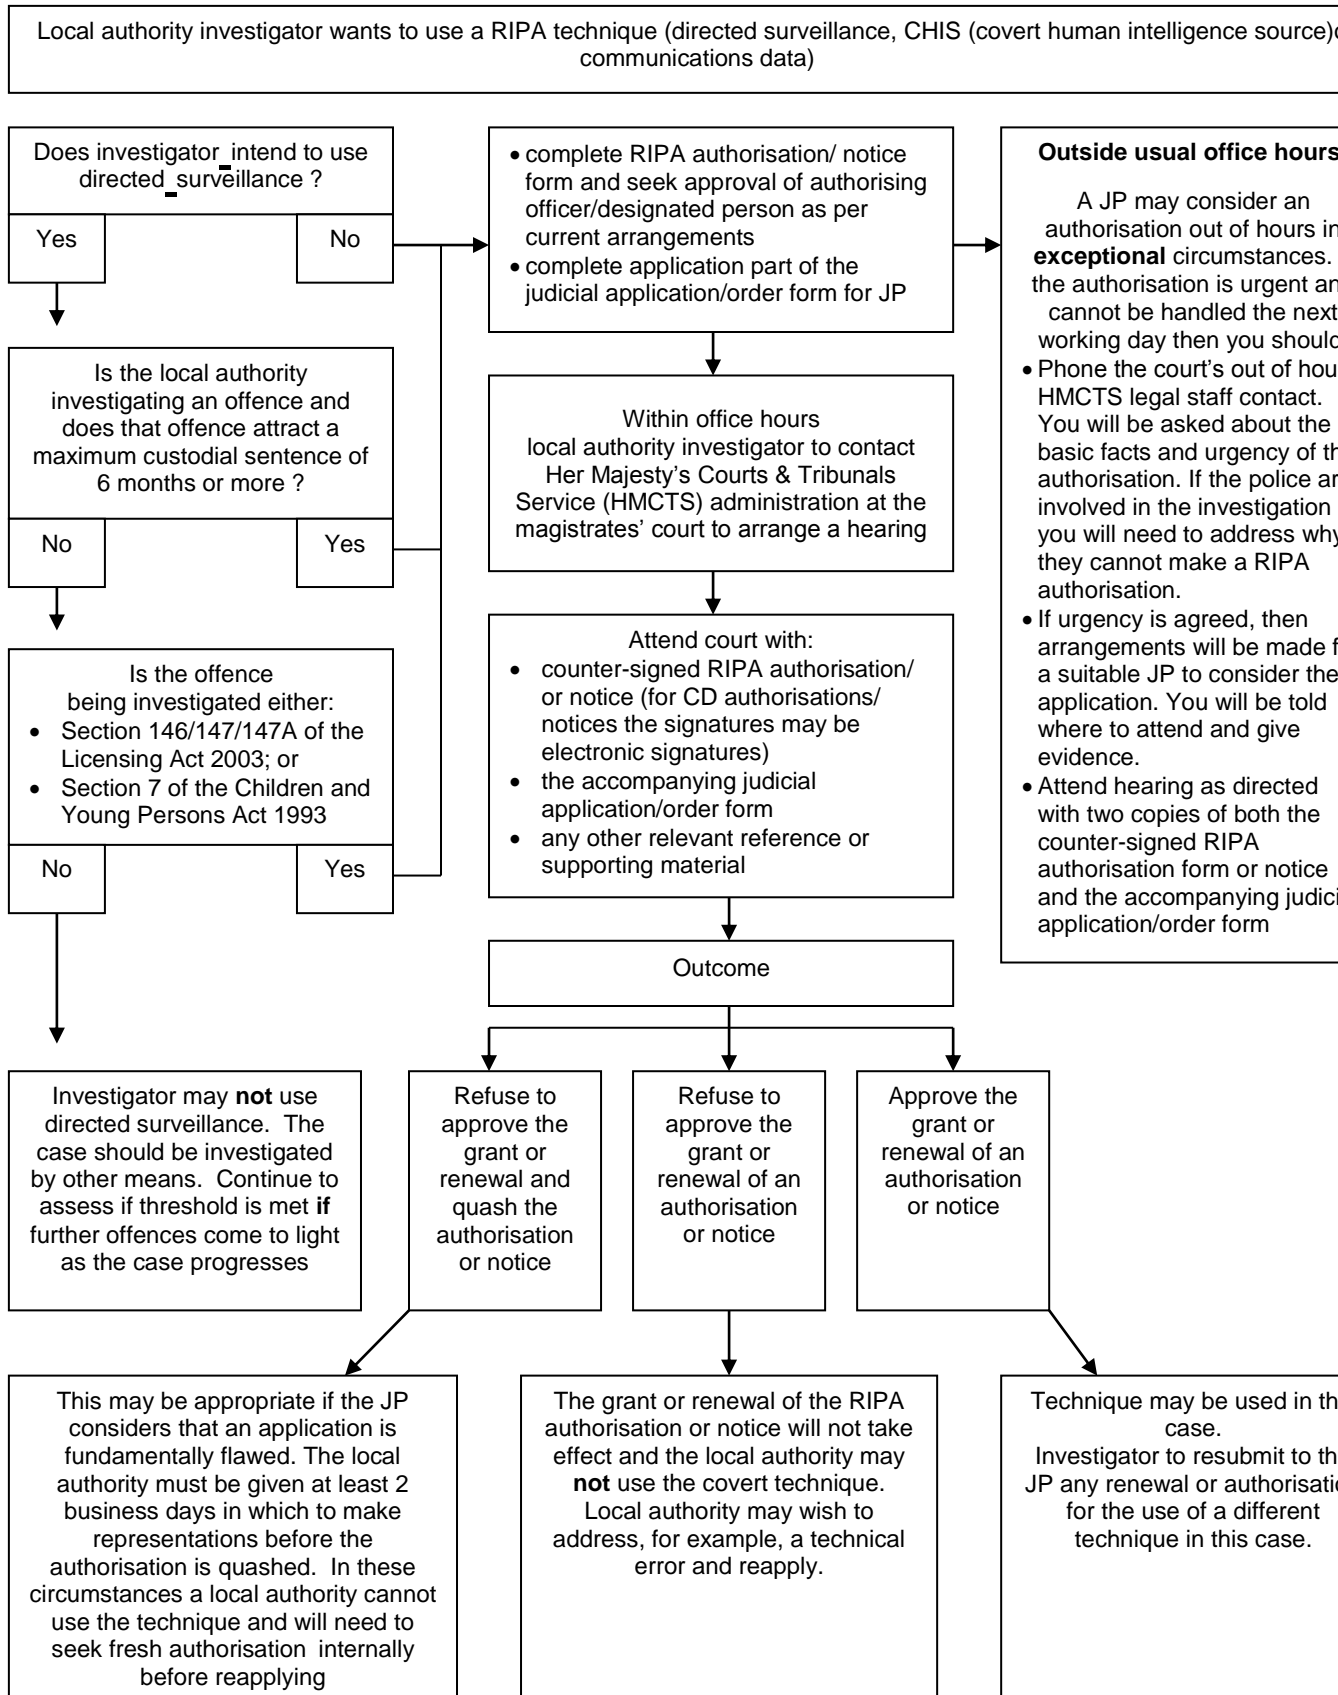 Local authority investigator wants to use a RIPA technique (directed surveillance, CHIS (covert human intelligence source)
communications data)
Does investigator intend to use
directed surveillance ?
Yes
No
Is the local authority
investigating an offence and
does that offence attract a
maximum custodial sentence of
6 months or more ?
No
Yes
Is the offence
being investigated either:
• Section 146/147/147A of the
Licensing Act 2003; or
• Section 7 of the Children and
Young Persons Act 1993
No
Yes
Investigator may not use
directed surveillance. The
case should be investigated
by other means. Continue to
assess if threshold is met if
further offences come to light
as the case progresses
• complete RIPA authorisation/ notice
form and seek approval of authorising
officer/designated person as per
current arrangements
• complete application part of the
judicial application/order form for JP
Within office hours
local authority investigator to contact
Her Majesty's Courts & Tribunals
Service (HMCTS) administration at the
magistrates' court to arrange a hearing
Attend court with:
• counter-signed RIPA authorisation/
or notice (for CD authorisations/
notices the signatures may be
electronic signatures)
• the accompanying judicial
application/order form
• any other relevant reference or
supporting material
Outcome
Outside usual office hours
A JP may consider an
authorisation out of hours in
exceptional circumstances.
the authorisation is urgent
cannot be handled the next
working day then you should
• Phone the court's out of
HMCTS legal staff contact.
You will be asked about the
basic facts and urgency of
authorisation. If the police
involved in the investigation
you will need to address why
they cannot make a RIPA
authorisation.
• If urgency is agreed, then
arrangements will be made
a suitable JP to consider the
application. You will be told
where to attend and give
evidence.
• Attend hearing as directed
with two copies of both the
counter-signed RIPA
authorisation form or notice
and the accompanying
application/order form
Refuse to
approve the
grant or
renewal and
quash the
authorisation
or notice
Refuse to
approve the
grant or
renewal of an
authorisation
or notice
Approve the
grant or
renewal of an
authorisation
or notice
This may be appropriate if the JP
considers that an application is
fundamentally flawed. The local
authority must be given at least 2
business days in which to make
representations before the
authorisation is quashed. In these
circumstances a local authority cannot
use the technique and will need to
seek fresh authorisation internally
before reapplying
The grant or renewal of the RIPA
authorisation or notice will not take
effect and the local authority may
not use the covert technique.
Local authority may wish to
address, for example, a technical
error and reapply.
Technique may be used in
case.
Investigator to resubmit to
JP any renewal or
for the use of a different
technique in this case.